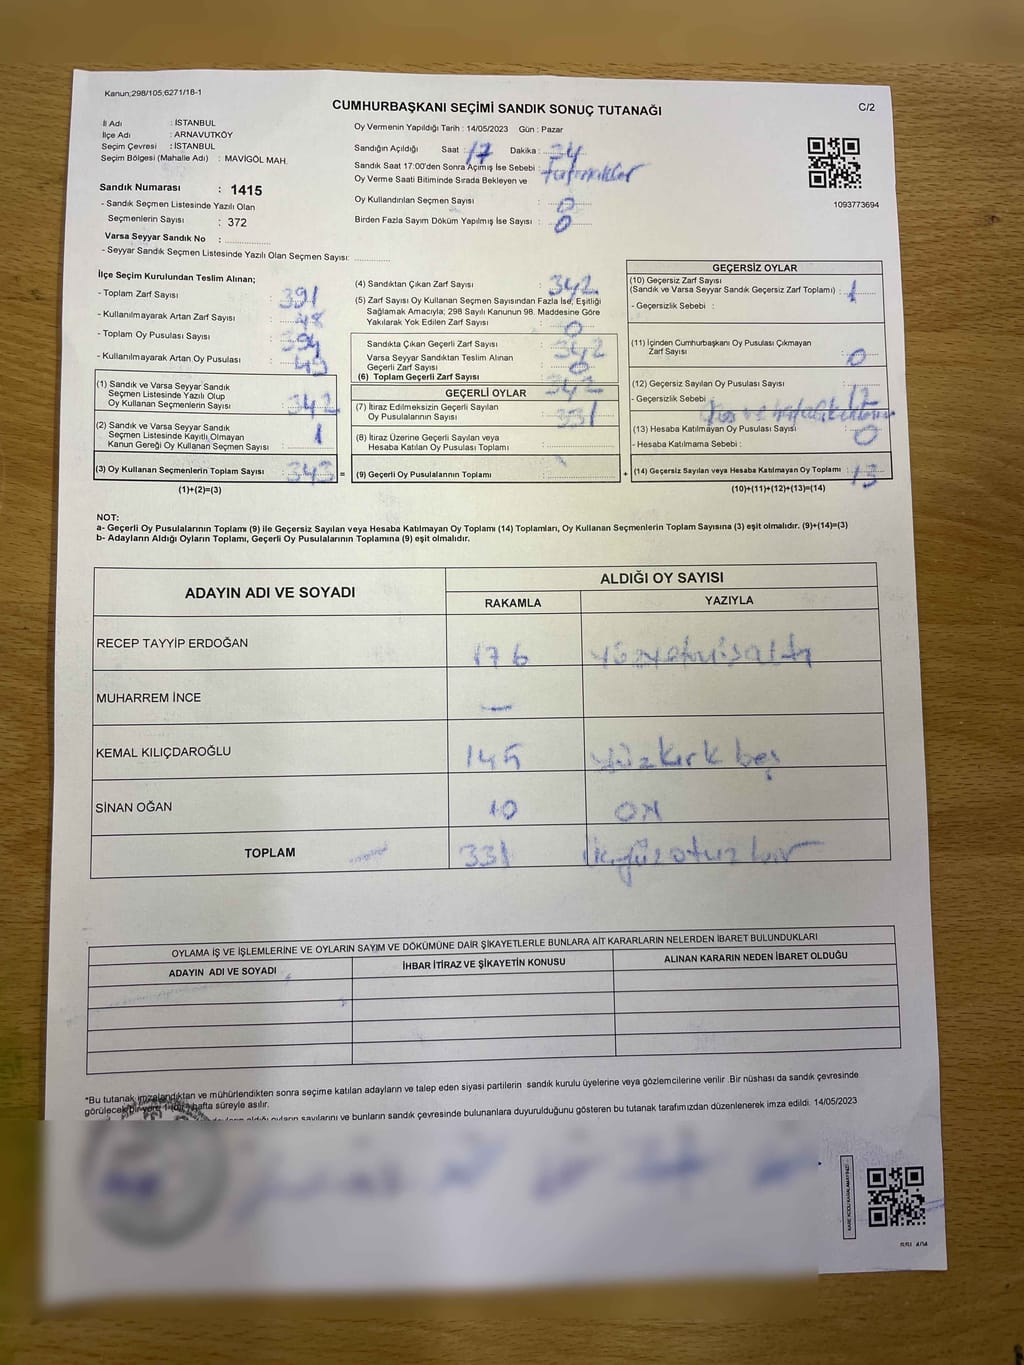 Kanun:298/105;6271/18-1
CUMHURBAŞKANI SEÇİMİ SANDIK SONUÇ TUTANAĞI
C/2
İl Adı : İSTANBUL
İlçe Adı : ARNAVUTKÖY
Seçim Çevresi : İSTANBUL
Seçim Bölgesi (Mahalle Adı) : MAVİGÖL MAH.
Sandık Numarası : 1415
- Sandık Seçmen Listesinde Yazılı Olan
Seçmenlerin Sayısı : 372
Varsa Seyyar Sandık No :
- Seyyar Sandık Seçmen Listesinde Yazılı Olan Seçmen Sayısı:
Oy Vermenin Yapıldığı Tarih : 14/05/2023 Gün : Pazar
Sandığın Açıldığı Saat : 17 Dakika : 34
Sandık Saat 17:00'den Sonra Açımış İse Sebebi :
Oy Verme Saati Bitiminde Sırada Bekleyen ve
Oy Kullandırılan Seçmen Sayısı : 0
Birden Fazla Sayım Döküm Yapılmış İse Sayısı : 0
1093773694
İlçe Seçim Kurulundan Teslim Alınan;
- Toplam Zarf Sayısı : 391
- Kullanılmayarak Artan Zarf Sayısı : 48
- Toplam Oy Pusulası Sayısı : 394
- Kullanılmayarak Artan Oy Pusulası :
(1) Sandık ve Varsa Seyyar Sandık
Seçmen Listesinde Yazılı Olup
Oy Kullanan Seçmenlerin Sayısı : 342
(2) Sandık ve Varsa Seyyar Sandık
Seçmen Listesinde Kayıtlı Olmayan
Kanun Gereği Oy Kullanan Seçmen Sayısı : 1
(3) Oy Kullanan Seçmenlerin Toplam Sayısı : 343 =
(1)+(2)=(3)
(4) Sandıktan Çıkan Zarf Sayısı : 342
(5) Zarf Sayısı Oy Kullanan Seçmen Sayısından Fazla İse, Eşitliği
Sağlamak Amacıyla; 298 Sayılı Kanunun 98. Maddesine Göre
Yakılarak Yok Edilen Zarf Sayısı : 0
Sandıkta Çıkan Geçerli Zarf Sayısı : 342
Varsa Seyyar Sandıktan Teslim Alınan
Geçerli Zarf Sayısı : 0
(6) Toplam Geçerli Zarf Sayısı : 342
GEÇERLİ OYLAR
(7) İtiraz Edilmeksizin Geçerli Sayılan
Oy Pusulalarının Sayısı : 331
(8) İtiraz Üzerine Geçerli Sayılan veya
Hesaba Katılan Oy Pusulası Sayısı :
(9) Geçerli Oy Pusulalarının Toplamı : +
GEÇERSİZ OYLAR
(10) Geçersiz Zarf Sayısı
(Sandık ve Varsa Seyyar Sandık Geçersiz Zarf Toplamı) : 1
- Geçersizlik Sebebi :
(11) İçinden Cumhurbaşkanı Oy Pusulası Çıkmayan
Zarf Sayısı : 0
(12) Geçersiz Sayılan Oy Pusulası Sayısı : 12
- Geçersizlik Sebebi :
(13) Hesaba Katılmayan Oy Pusulası Sayısı : 0
- Hesaba Katılmama Sebebi :
(14) Geçersiz Sayılan veya Hesaba Katılmayan Oy Toplamı : 13
(10)+(11)+(12)+(13)=(14)
NOT:
a- Geçerli Oy Pusulalarının Toplamı (9) ile Geçersiz Sayılan veya Hesaba Katılmayan Oy Toplamı (14) Toplamları, Oy Kullanan Seçmenlerin Toplam Sayısına (3) eşit olmalıdır. (9)+(14)=(3)
b- Adayların Aldığı Oyların Toplamı, Geçerli Oy Pusulalarının Toplamına (9) eşit olmalıdır.
ADAYIN ADI VE SOYADI
ALDIĞI OY SAYISI
RAKAMLA YAZIYLA
RECEP TAYYİP ERDOĞAN 176
MUHARREM İNCE —
KEMAL KILIÇDAROĞLU 145 Yüzkırk beş
SİNAN OĞAN 10 ON
TOPLAM 331
OYLAMA İŞ VE İŞLEMLERİNE VE OYLARIN SAYIM VE DÖKÜMÜNE DAİR ŞİKAYETLERLE BUNLARA AİT KARARLARIN NELERDEN İBARET BULUNDUKLARI
ADAYIN ADI VE SOYADI İHBAR İTİRAZ VE ŞİKAYETİN KONUSU ALINAN KARARIN NEDEN İBARET OLDUĞU
*Bu tutanak imzalandıktan ve mühürlendikten sonra seçime katılan adayların ve talep eden siyasi partilerin sandık kurulu üyelerine veya gözlemcilerine verilir .Bir nüshası da sandık çevresinde
görülecek bir yere 1 hafta süreyle asılır.
aldığı oyların sayılarını ve bunların sandık çevresinde bulunanlara duyurulduğunu gösteren bu tutanak tarafımızdan düzenlenerek imza edildi. 14/05/2023